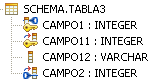 SCHEMA.TABLA3
CAMPO1 : INTEGER
CAMPO11 : INTEGER
CAMPO12 : VARCHAR
CAMPO2 : INTEGER